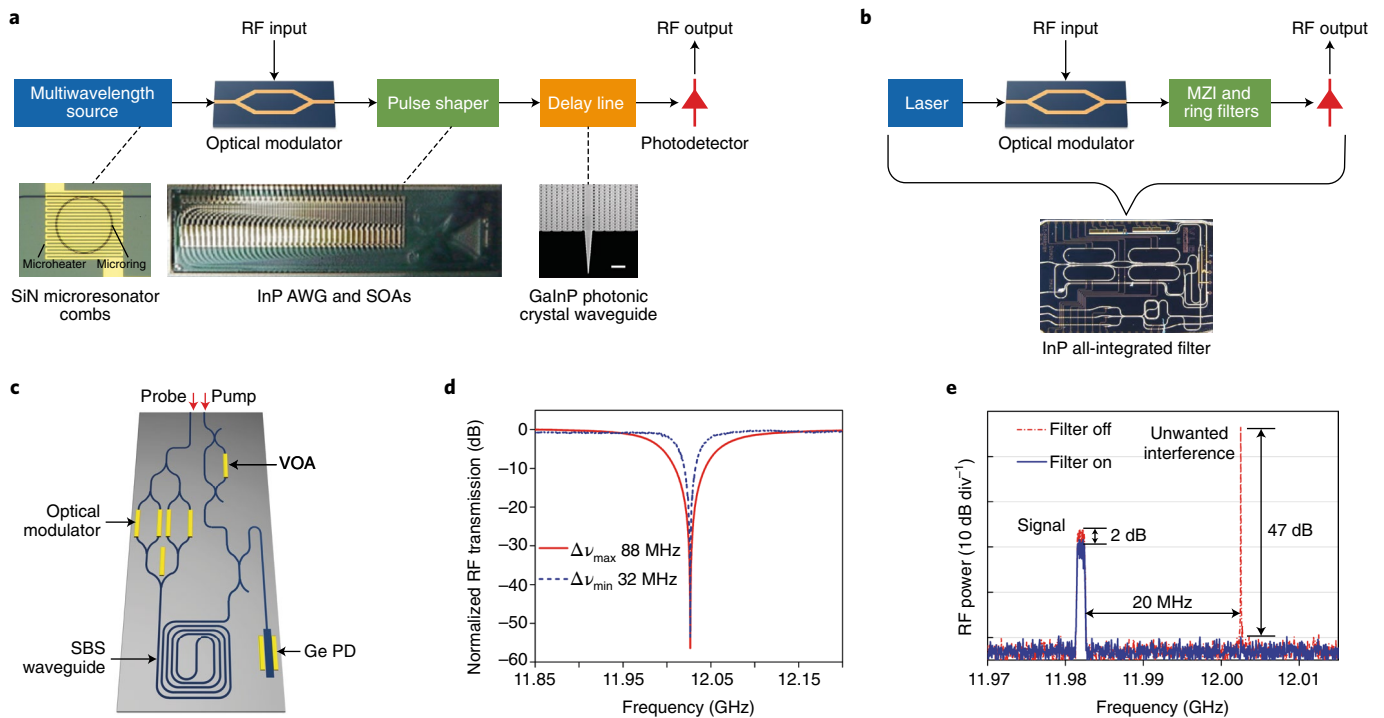 a
RF input
RF output
Multiwavelength
source
Pulse shaper
Delay line
Optical modulator
Photodetector
Microheater
Microring
SiN microresonator
combs
InP AWG and SOAs
GaInP photonic
crystal waveguide
b
RF input
RF output
Laser
MZI and
ring filters
Optical modulator
InP all-integrated filter
c
Probe
Pump
VOA
Optical
modulator
SBS
waveguide
Ge PD
d
Normalized RF transmission (dB)
0
−10
−20
−30
−40
−50
−60
Δνmax 88 MHz
Δνmin 32 MHz
11.85
11.95
12.05
12.15
Frequency (GHz)
e
RF power (10 dB div−1)
Filter off
Filter on
Unwanted
interference
Signal
2 dB
47 dB
20 MHz
11.97
11.98
11.99
12.00
12.01
Frequency (GHz)